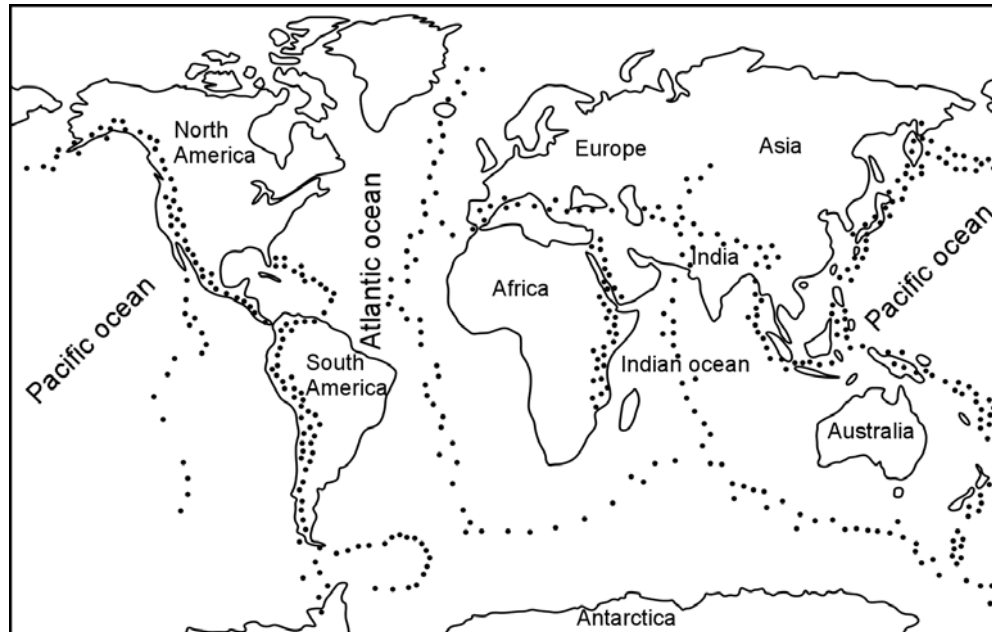 North
America
Europe
Asia
Atlantic ocean
Pacific ocean
India
Africa
Pacific ocean
South
America
Indian ocean
Australia
Antarctica